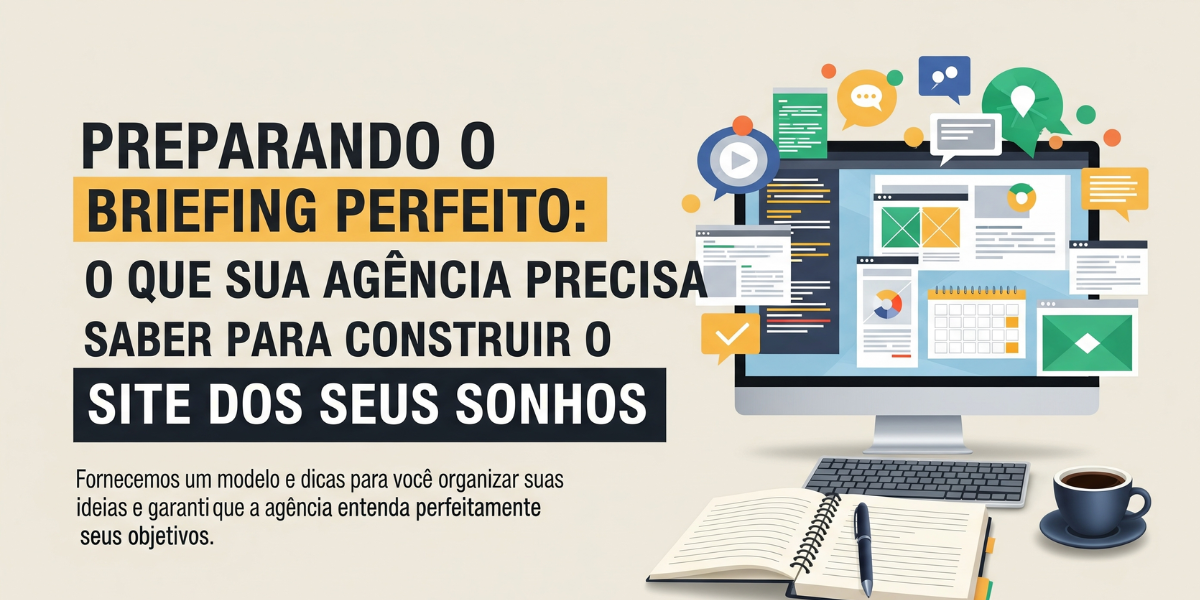 PREPARANDO O
BRIEFING PERFEITO:
O QUE SUA AGÊNCIA PRECISA
SABER PARA CONSTRUIR O
SITE DOS SEUS SONHOS
Fornecemos um modelo e dicas para você organizar suas
ideias e garanti que a agência entenda perfeitamente
seus objetivos.